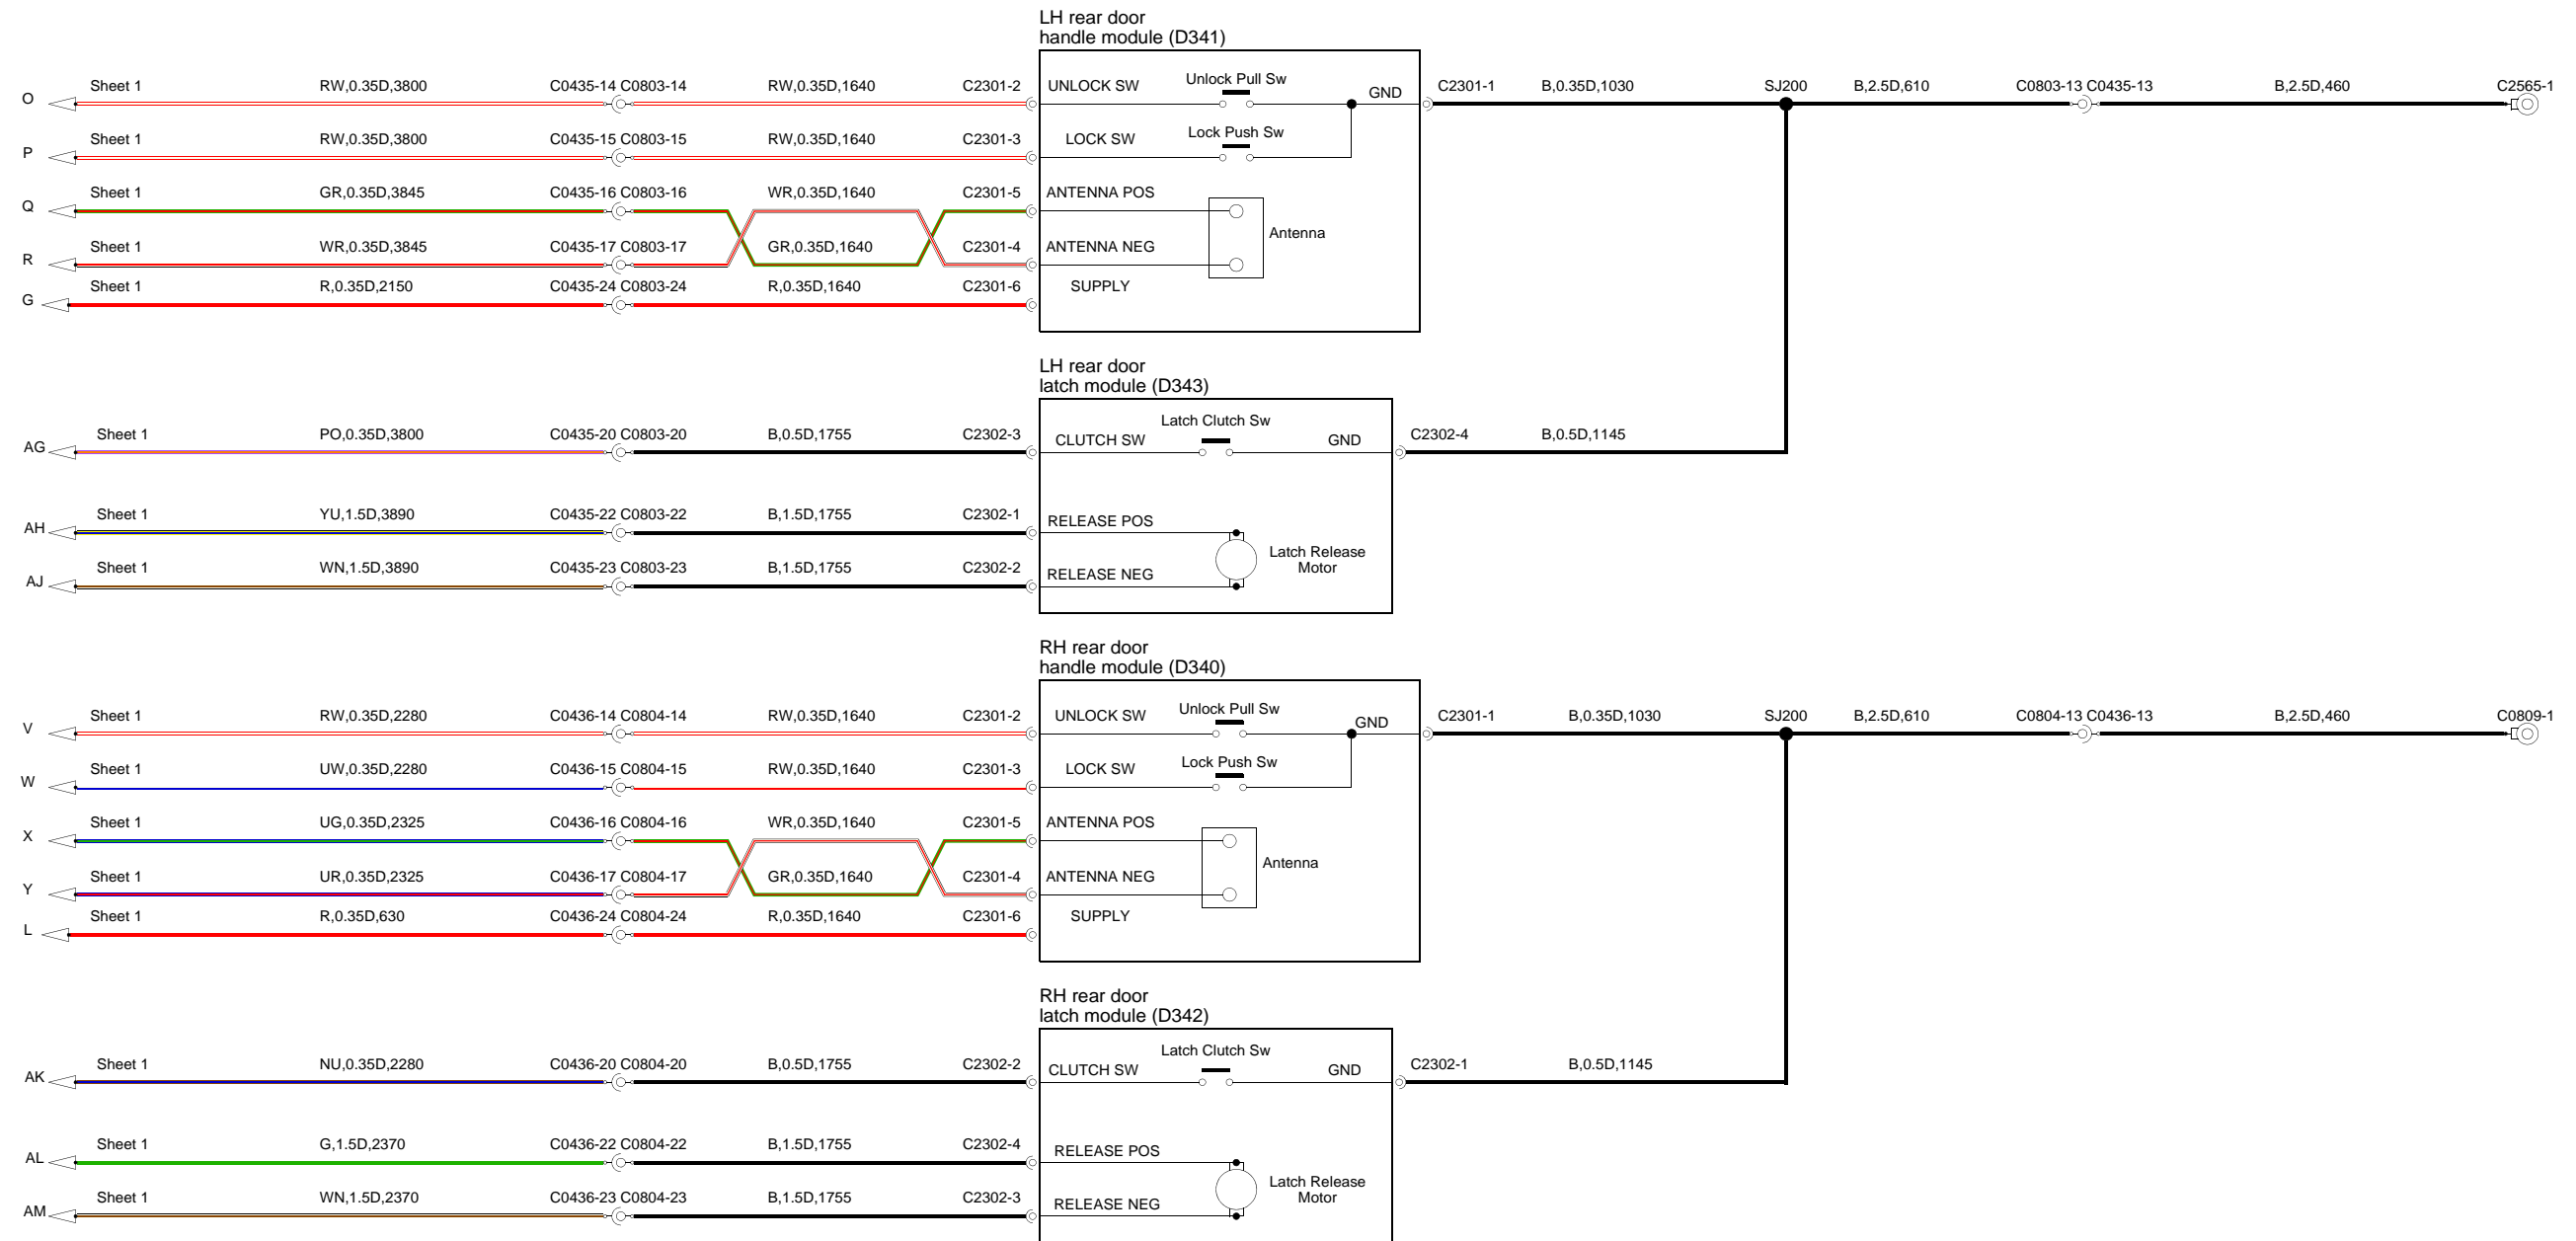 LH rear door
handle module (D341)
O Sheet 1 RW,0.35D,3800 C0435-14 C0803-14 RW,0.35D,1640 C2301-2 UNLOCK SW Unlock Pull Sw GND C2301-1 B,0.35D,1030 SJ200 B,2.5D,610 C0803-13 C0435-13 B,2.5D,460 C2565-1
P Sheet 1 RW,0.35D,3800 C0435-15 C0803-15 RW,0.35D,1640 C2301-3 LOCK SW Lock Push Sw
Q Sheet 1 GR,0.35D,3845 C0435-16 C0803-16 WR,0.35D,1640 C2301-5 ANTENNA POS
Antenna
R Sheet 1 WR,0.35D,3845 C0435-17 C0803-17 GR,0.35D,1640 C2301-4 ANTENNA NEG
G Sheet 1 R,0.35D,2150 C0435-24 C0803-24 R,0.35D,1640 C2301-6 SUPPLY
LH rear door
latch module (D343)
AG Sheet 1 PO,0.35D,3800 C0435-20 C0803-20 B,0.5D,1755 C2302-3 CLUTCH SW Latch Clutch Sw GND C2302-4 B,0.5D,1145
AH Sheet 1 YU,1.5D,3890 C0435-22 C0803-22 B,1.5D,1755 C2302-1 RELEASE POS
Latch Release
Motor
AJ Sheet 1 WN,1.5D,3890 C0435-23 C0803-23 B,1.5D,1755 C2302-2 RELEASE NEG
RH rear door
handle module (D340)
V Sheet 1 RW,0.35D,2280 C0436-14 C0804-14 RW,0.35D,1640 C2301-2 UNLOCK SW Unlock Pull Sw GND C2301-1 B,0.35D,1030 SJ200 B,2.5D,610 C0804-13 C0436-13 B,2.5D,460 C0809-1
W Sheet 1 UW,0.35D,2280 C0436-15 C0804-15 RW,0.35D,1640 C2301-3 LOCK SW Lock Push Sw
X Sheet 1 UG,0.35D,2325 C0436-16 C0804-16 WR,0.35D,1640 C2301-5 ANTENNA POS
Antenna
Y Sheet 1 UR,0.35D,2325 C0436-17 C0804-17 GR,0.35D,1640 C2301-4 ANTENNA NEG
L Sheet 1 R,0.35D,630 C0436-24 C0804-24 R,0.35D,1640 C2301-6 SUPPLY
RH rear door
latch module (D342)
AK Sheet 1 NU,0.35D,2280 C0436-20 C0804-20 B,0.5D,1755 C2302-2 CLUTCH SW Latch Clutch Sw GND C2302-1 B,0.5D,1145
AL Sheet 1 G,1.5D,2370 C0436-22 C0804-22 B,1.5D,1755 C2302-4 RELEASE POS
Latch Release
Motor
AM Sheet 1 WN,1.5D,2370 C0436-23 C0804-23 B,1.5D,1755 C2302-3 RELEASE NEG